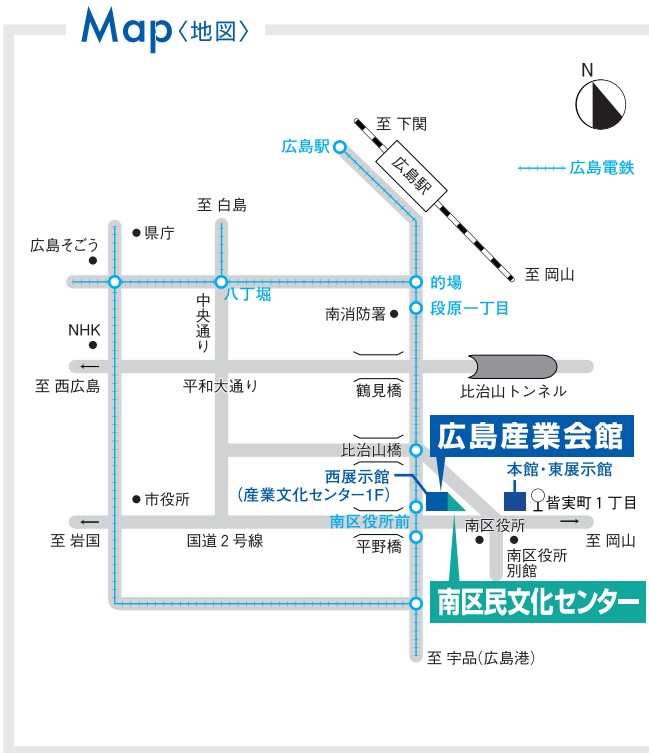 Map〈地図〉
N
至 下関
広島駅
広島駅
広島電鉄
至 白島
県庁
広島そごう
至 岡山
的場
八丁堀
中央通り
段原一丁目
南消防署
NHK
至 西広島
平和大通り
鶴見橋
比治山トンネル
広島産業会館
比治山橋
本館・東展示館
西展示館
(産業文化センター1F)
市役所
皆実町1丁目
南区役所前
南区役所
至 岩国
国道2号線
平野橋
至 岡山
南区役所
別館
南区民文化センター
至 宇品(広島港)